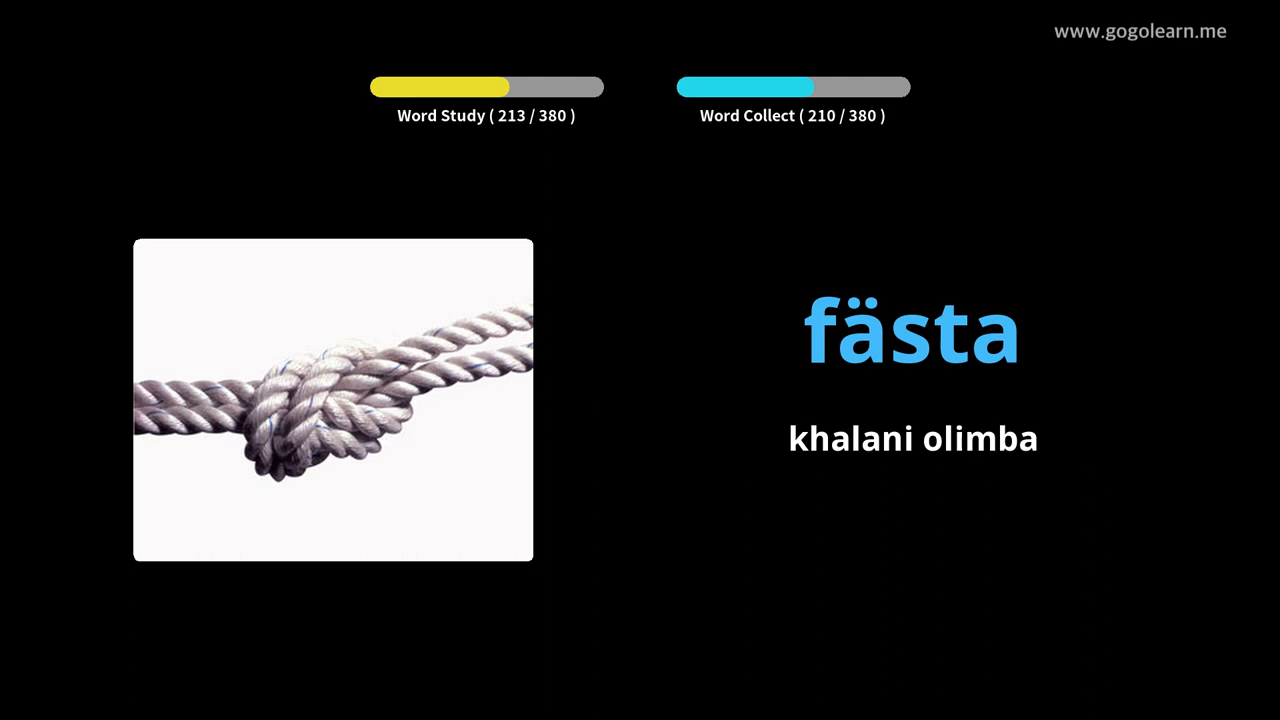 www.gogolearn.me
Word Study ( 213 / 380 )
Word Collect ( 210 / 380 )
fästa
khalani olimba